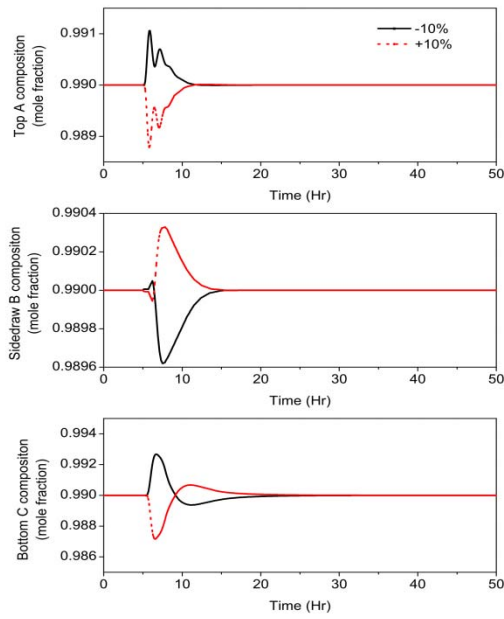 Top A compositon
(mole fraction)
0.991
0.990
0.989
-10%
+10%
0 10 20 30 40 50
Time (Hr)
Sidedraw B compositon
(mole fraction)
0.9904
0.9902
0.9900
0.9898
0.9896
0 10 20 30 40 50
Time (Hr)
Bottom C compositon
(mole fraction)
0.994
0.992
0.990
0.988
0.986
0 10 20 30 40 50
Time (Hr)